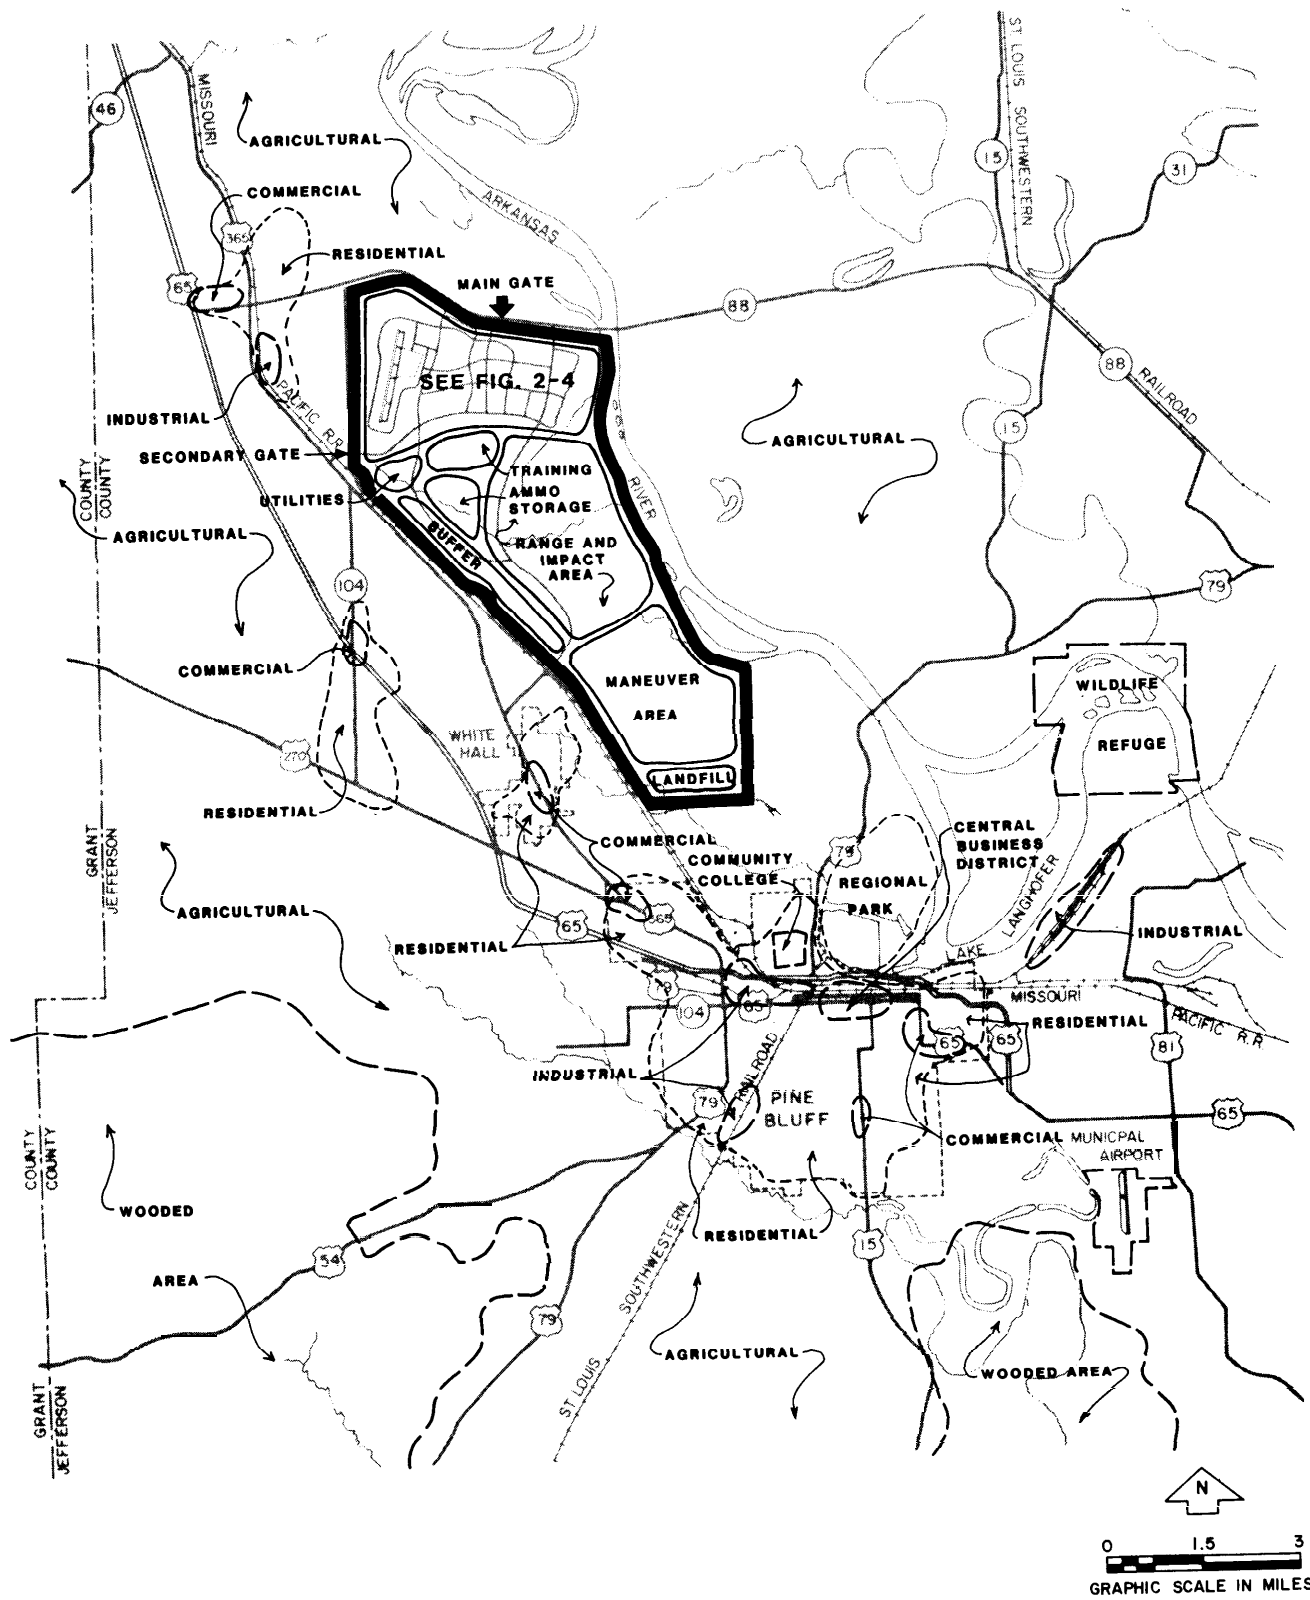 ST LOUIS SOUTHWESTERN
MISSOURI
46
15
31
AGRICULTURAL
COMMERCIAL
ARKANSAS
365
RESIDENTIAL
65
MAIN GATE
88
SEE FIG. 2-4
88
RAILROAD
PACIFIC R.R.
INDUSTRIAL
15
AGRICULTURAL
SECONDARY GATE
TRAINING
RIVER
UTILITIES
AMMO
STORAGE
COUNTY
COUNTY
AGRICULTURAL
BUFFER
RANGE AND
IMPACT
AREA
104
79
COMMERCIAL
MANEUVER
AREA
WILDLIFE
REFUGE
WHITE
HALL
270
LANDFILL
RESIDENTIAL
COMMERCIAL
CENTRAL
BUSINESS
DISTRICT
79
COMMUNITY
COLLEGE
REGIONAL
PARK
GRANT
JEFFERSON
AGRICULTURAL
65
365
LAKE LANGHOFER
INDUSTRIAL
RESIDENTIAL
79
104
65
MISSOURI
PACIFIC R.R.
RESIDENTIAL
65
65
81
INDUSTRIAL
RAILROAD
79
PINE
BLUFF
65
COMMERCIAL
MUNICPAL
AIRPORT
COUNTY
COUNTY
WOODED
AREA
RESIDENTIAL
15
54
79
SOUTHWESTERN
ST LOUIS
AGRICULTURAL
WOODED AREA
GRANT
JEFFERSON
N
0 1.5 3
GRAPHIC SCALE IN MILES